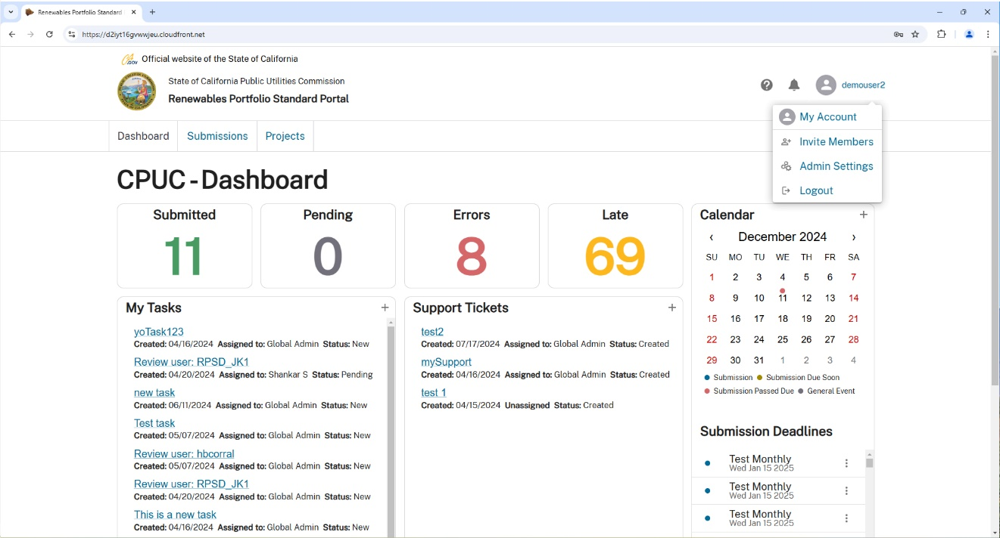 Renewables Portfolio Standard
https://d2iyt16gvwwjeu.cloudfront.net
CA.GOV Official website of the State of California
State of California Public Utilities Commission
Renewables Portfolio Standard Portal
demouser2
My Account
Invite Members
Admin Settings
Logout
Dashboard Submissions Projects
CPUC - Dashboard
Submitted
11
Pending
0
Errors
8
Late
69
My Tasks +
yoTask123
Created: 04/16/2024 Assigned to: Global Admin Status: New
Review user: RPSD_JK1
Created: 04/20/2024 Assigned to: Shankar S Status: Pending
new task
Created: 06/11/2024 Assigned to: Global Admin Status: New
Test task
Created: 05/07/2024 Assigned to: Global Admin Status: New
Review user: hbcorral
Created: 05/07/2024 Assigned to: Global Admin Status: New
Review user: RPSD_JK1
Created: 04/20/2024 Assigned to: Global Admin Status: New
This is a new task
Created: 04/16/2024 Assigned to: Global Admin Status: New
Support Tickets +
test2
Created: 07/17/2024 Assigned to: Global Admin Status: Created
mySupport
Created: 04/16/2024 Assigned to: Global Admin Status: Created
test 1
Created: 04/15/2024 Unassigned Status: Created
Calendar +
‹ December 2024 ›
SU MO TU WE TH FR SA
1 2 3 4 5 6 7
8 9 10 11 12 13 14
15 16 17 18 19 20 21
22 23 24 25 26 27 28
29 30 31 1 2 3 4
Submission Submission Due Soon
Submission Passed Due General Event
Submission Deadlines
Test Monthly
Wed Jan 15 2025
Test Monthly
Wed Jan 15 2025
Test Monthly
Wed Jan 15 2025